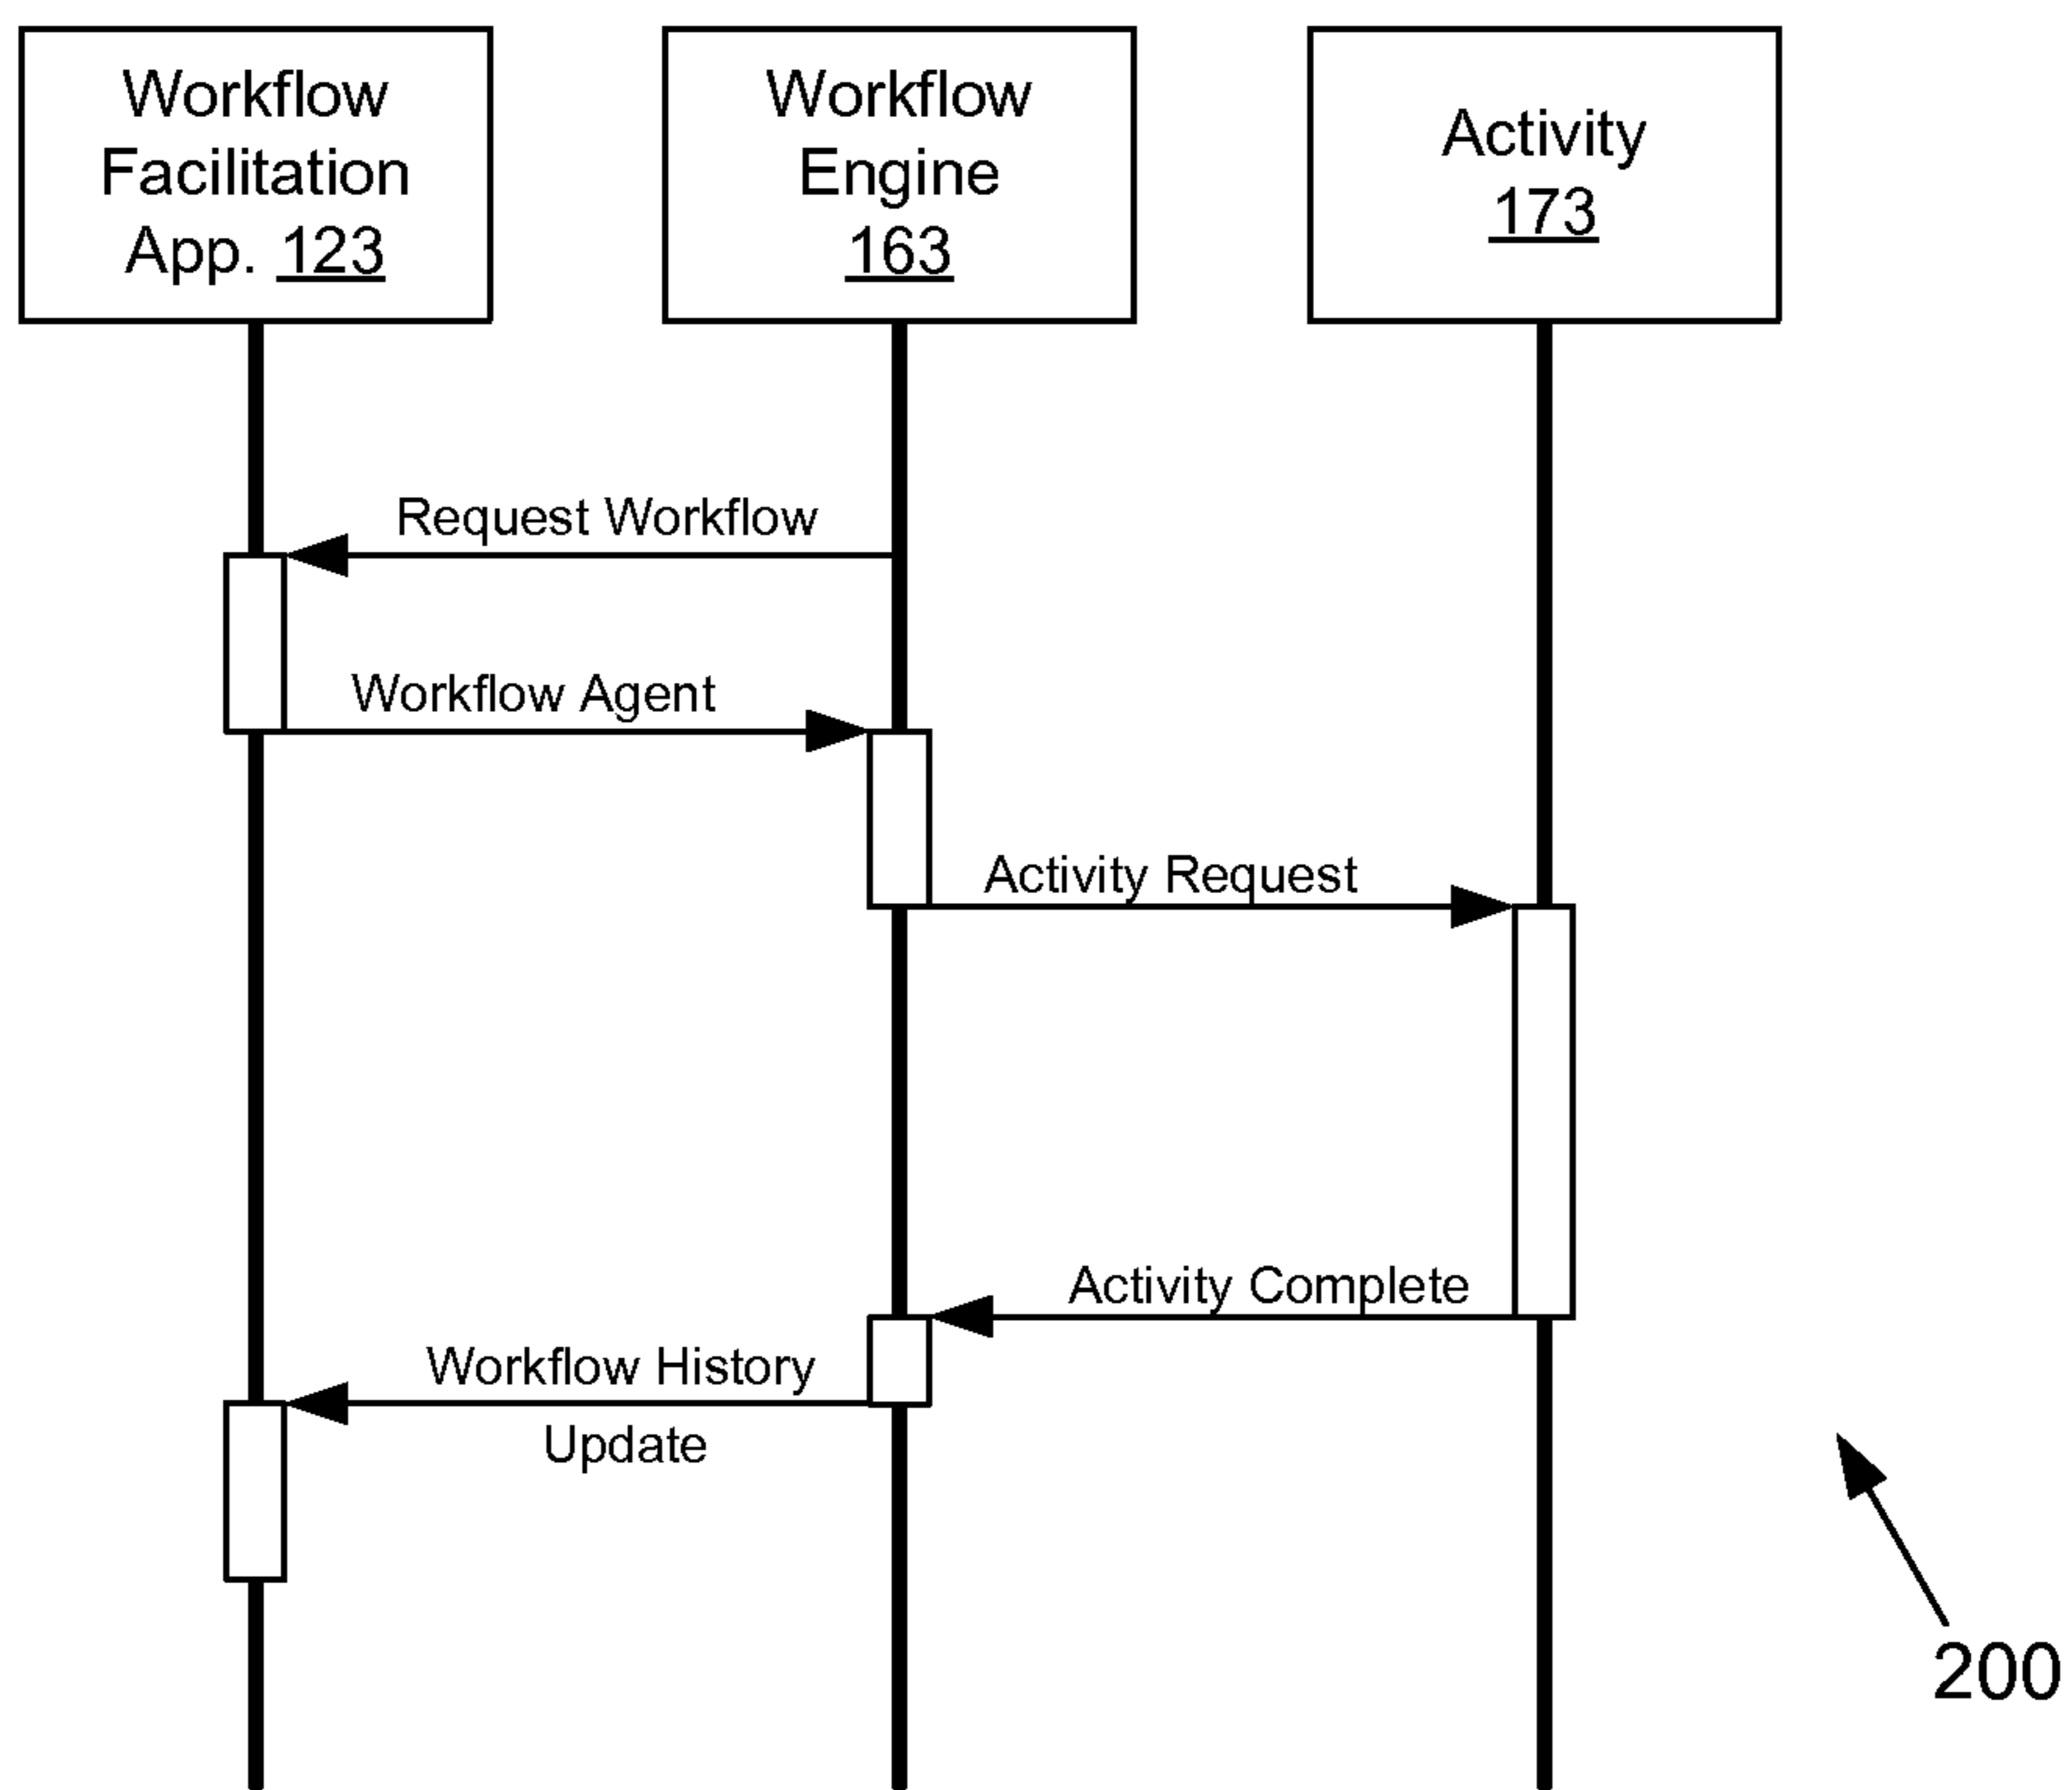 Workflow
Facilitation
App. 123
Workflow
Engine
163
Activity
173
Request Workflow
Workflow Agent
Activity Request
Activity Complete
Workflow History
Update
200